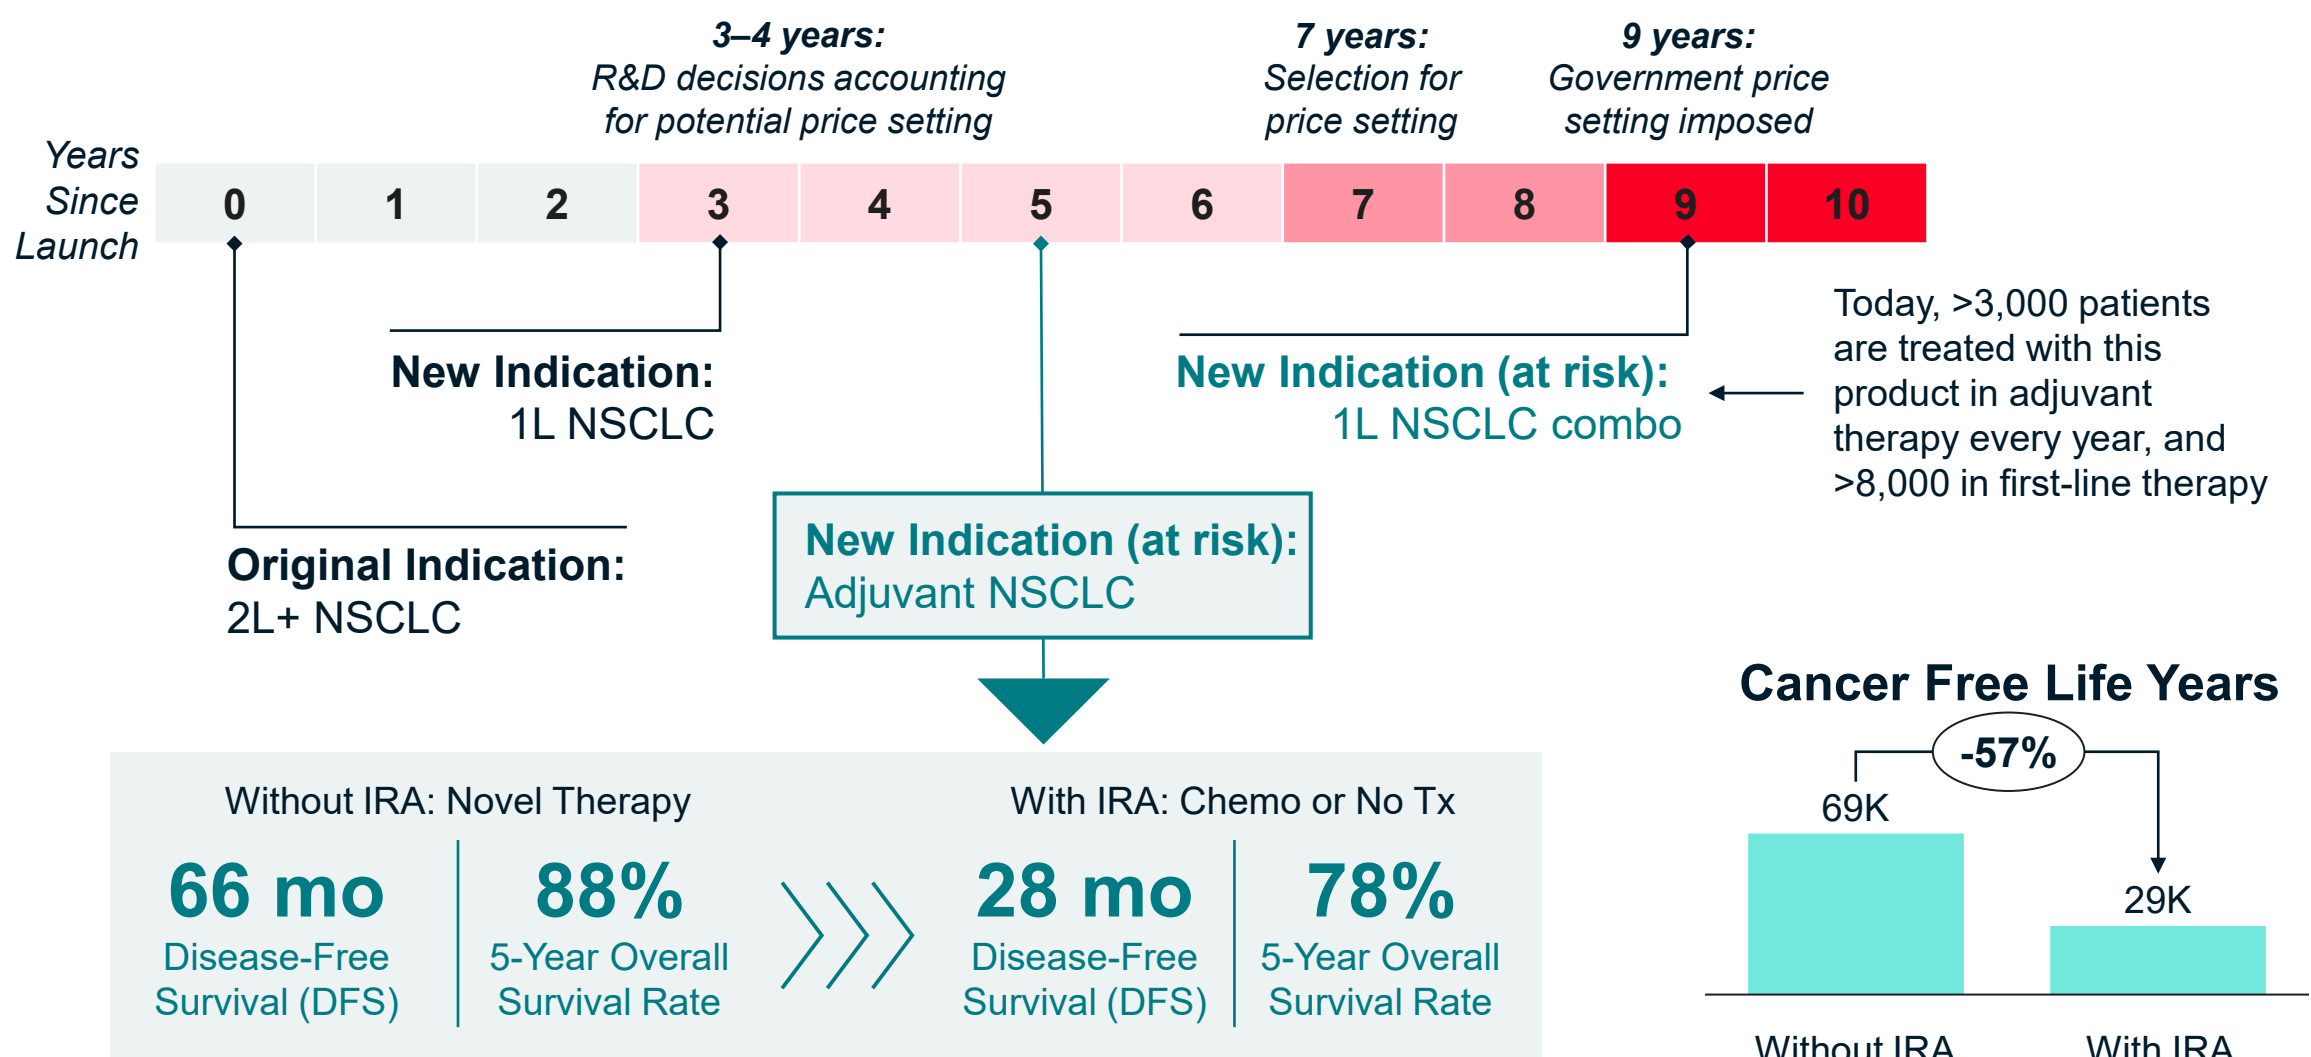 3–4 years:
R&D decisions accounting
for potential price setting
7 years:
Selection for
price setting
9 years:
Government price
setting imposed
Years
Since
Launch
0 1 2 3 4 5 6 7 8 9 10
New Indication:
1L NSCLC
New Indication (at risk):
1L NSCLC combo
Today, >3,000 patients
are treated with this
product in adjuvant
therapy every year, and
>8,000 in first-line therapy
Original Indication:
2L+ NSCLC
New Indication (at risk):
Adjuvant NSCLC
Without IRA: Novel Therapy
66 mo
Disease-Free
Survival (DFS)
88%
5-Year Overall
Survival Rate
With IRA: Chemo or No Tx
28 mo
Disease-Free
Survival (DFS)
78%
5-Year Overall
Survival Rate
Cancer Free Life Years
-57%
69K
29K
Without IRA
With IRA